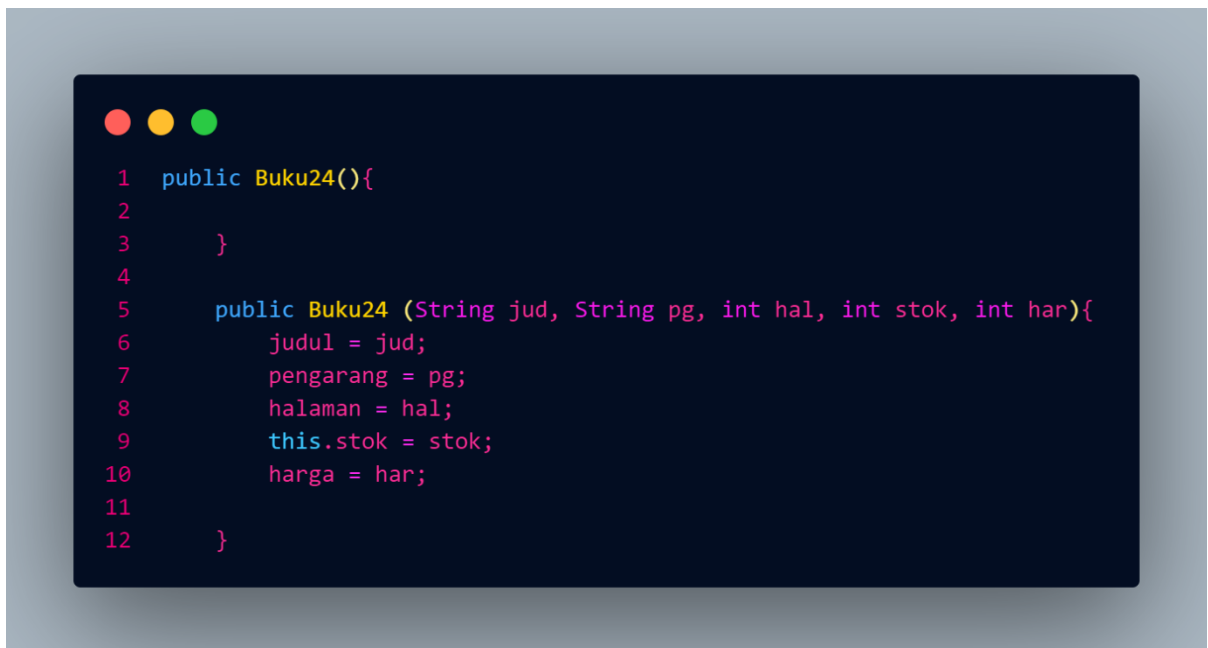 1 public Buku24(){
2
3 }
4
5 public Buku24 (String jud, String pg, int hal, int stok, int har){
6 judul = jud;
7 pengarang = pg;
8 halaman = hal;
9 this.stok = stok;
10 harga = har;
11
12 }